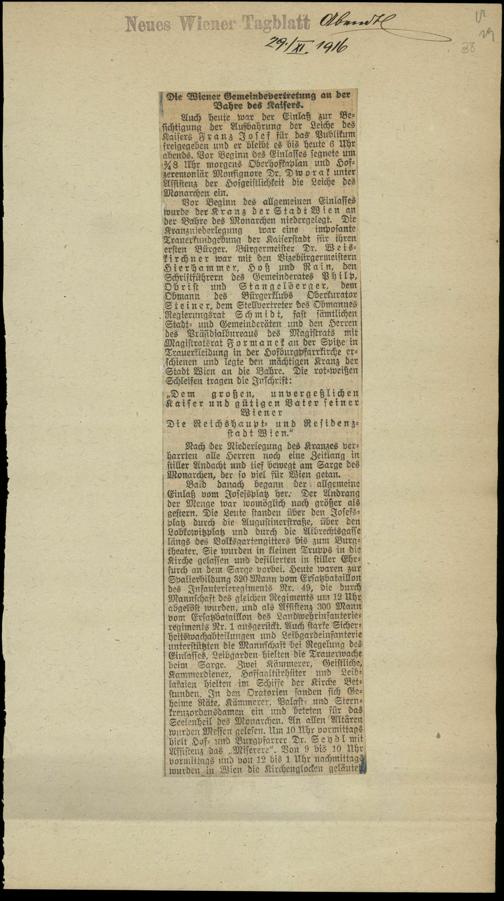 Neues Wiener Tagblatt Abendbl
29./XI. 1916
38
Die Wiener Gemeindevertretung an der
Bahre des Kaisers.
Auch heute war der Einlaß zur Be-
sichtigung der Aufbahrung der Leiche des
Kaisers Franz Josef für das Publikum
freigegeben und er bleibt es bis heute 6 Uhr
abends. Vor Beginn des Einlasses segnete um
¾8 Uhr morgens Oberhofkaplan und Hof-
zeremoniär Monsignore Dr. Dworak unter
Assistenz der Hofgeistlichkeit die Leiche des
Monarchen ein.
Vor Beginn des allgemeinen Einlasses
wurde der Kranz der Stadt Wien an
der Bahre des Monarchen niedergelegt. Die
Kranzniederlegung war eine imposante
Trauerkundgebung der Kaiserstadt für ihren
ersten Bürger. Bürgermeister Dr. Weis-
kirchner war mit den Vizebürgermeistern
Hierhammer, Hoß und Rain, den
Schriftführern des Gemeinderates Philp,
Obrist und Stangelberger, dem
Obmann des Bürgerklubs Oberkurator
Steiner, dem Stellvertreter des Obmannes
Regierungsrat Schmidt, fast sämtlichen
Stadt- und Gemeinderäten und den Herren
des Präsidialbureaus des Magistrats mit
Magistratsrat Formanek an der Spitze in
Trauerkleidung in der Hofburgpfarrkirche er-
schienen und legte den mächtigen Kranz der
Stadt Wien an die Bahre. Die rot-weißen
Schleifen tragen die Inschrift:
„Dem großen, unvergeßlichen
Kaiser und gütigen Vater seiner
Wiener
Die Reichshaupt- und Residenz-
stadt Wien.“
Nach der Niederlegung des Kranzes ver-
harrten alle Herren noch eine Zeitlang in
stiller Andacht und tief bewegt am Sarge des
Monarchen, der so viel für Wien getan.
Bald danach begann der allgemeine
Einlaß vom Josefsplatz her. Der Andrang
der Menge war womöglich noch größer als
gestern. Die Leute standen über den Josefs-
platz durch die Augustinerstraße, über den
Lobkowitzplatz und durch die Albrechtsgasse
längs des Volksgartengitters bis zum Burg-
theater. Sie wurden in kleinen Trupps in die
Kirche gelassen und defilierten in stiller Ehr-
furcht an dem Sarge vorbei. Heute waren zur
Spalierbildung 320 Mann vom Ersatzbataillon
des Infanterieregiments Nr. 49, die durch
Mannschaft des gleichen Regiments um 12 Uhr
abgelöst wurden, und als Assistenz 300 Mann
vom Ersatzbataillon des Landwehrinfanterie-
regiments Nr. 1 ausgerückt. Auch starke Sicher-
heitswachabteilungen und Leibgardeinfanterie
unterstützten die Mannschaft bei Regelung des
Einlasses. Leibgarden hielten die Trauerwache
beim Sarge. Zwei Kämmerer, Geistliche,
Kammerdiener, Hofsaaltürhüter und Leib-
lakaien hielten im Schiffe der Kirche Bet-
stunden. In den Oratorien fanden sich Ge-
heime Räte, Kämmerer, Palast- und Stern-
kreuzordensdamen ein und beteten für das
Seelenheil des Monarchen. An allen Altären
wurden Messen gelesen. Um 10 Uhr vormittags
hielt Hof- und Burgpfarrer Dr. Seydl mit
Assistenz das „Miserere“. Von 9 bis 10 Uhr
vormittags und von 12 bis 1 Uhr nachmittags
wurden in Wien die Kirchenglocken geläutet